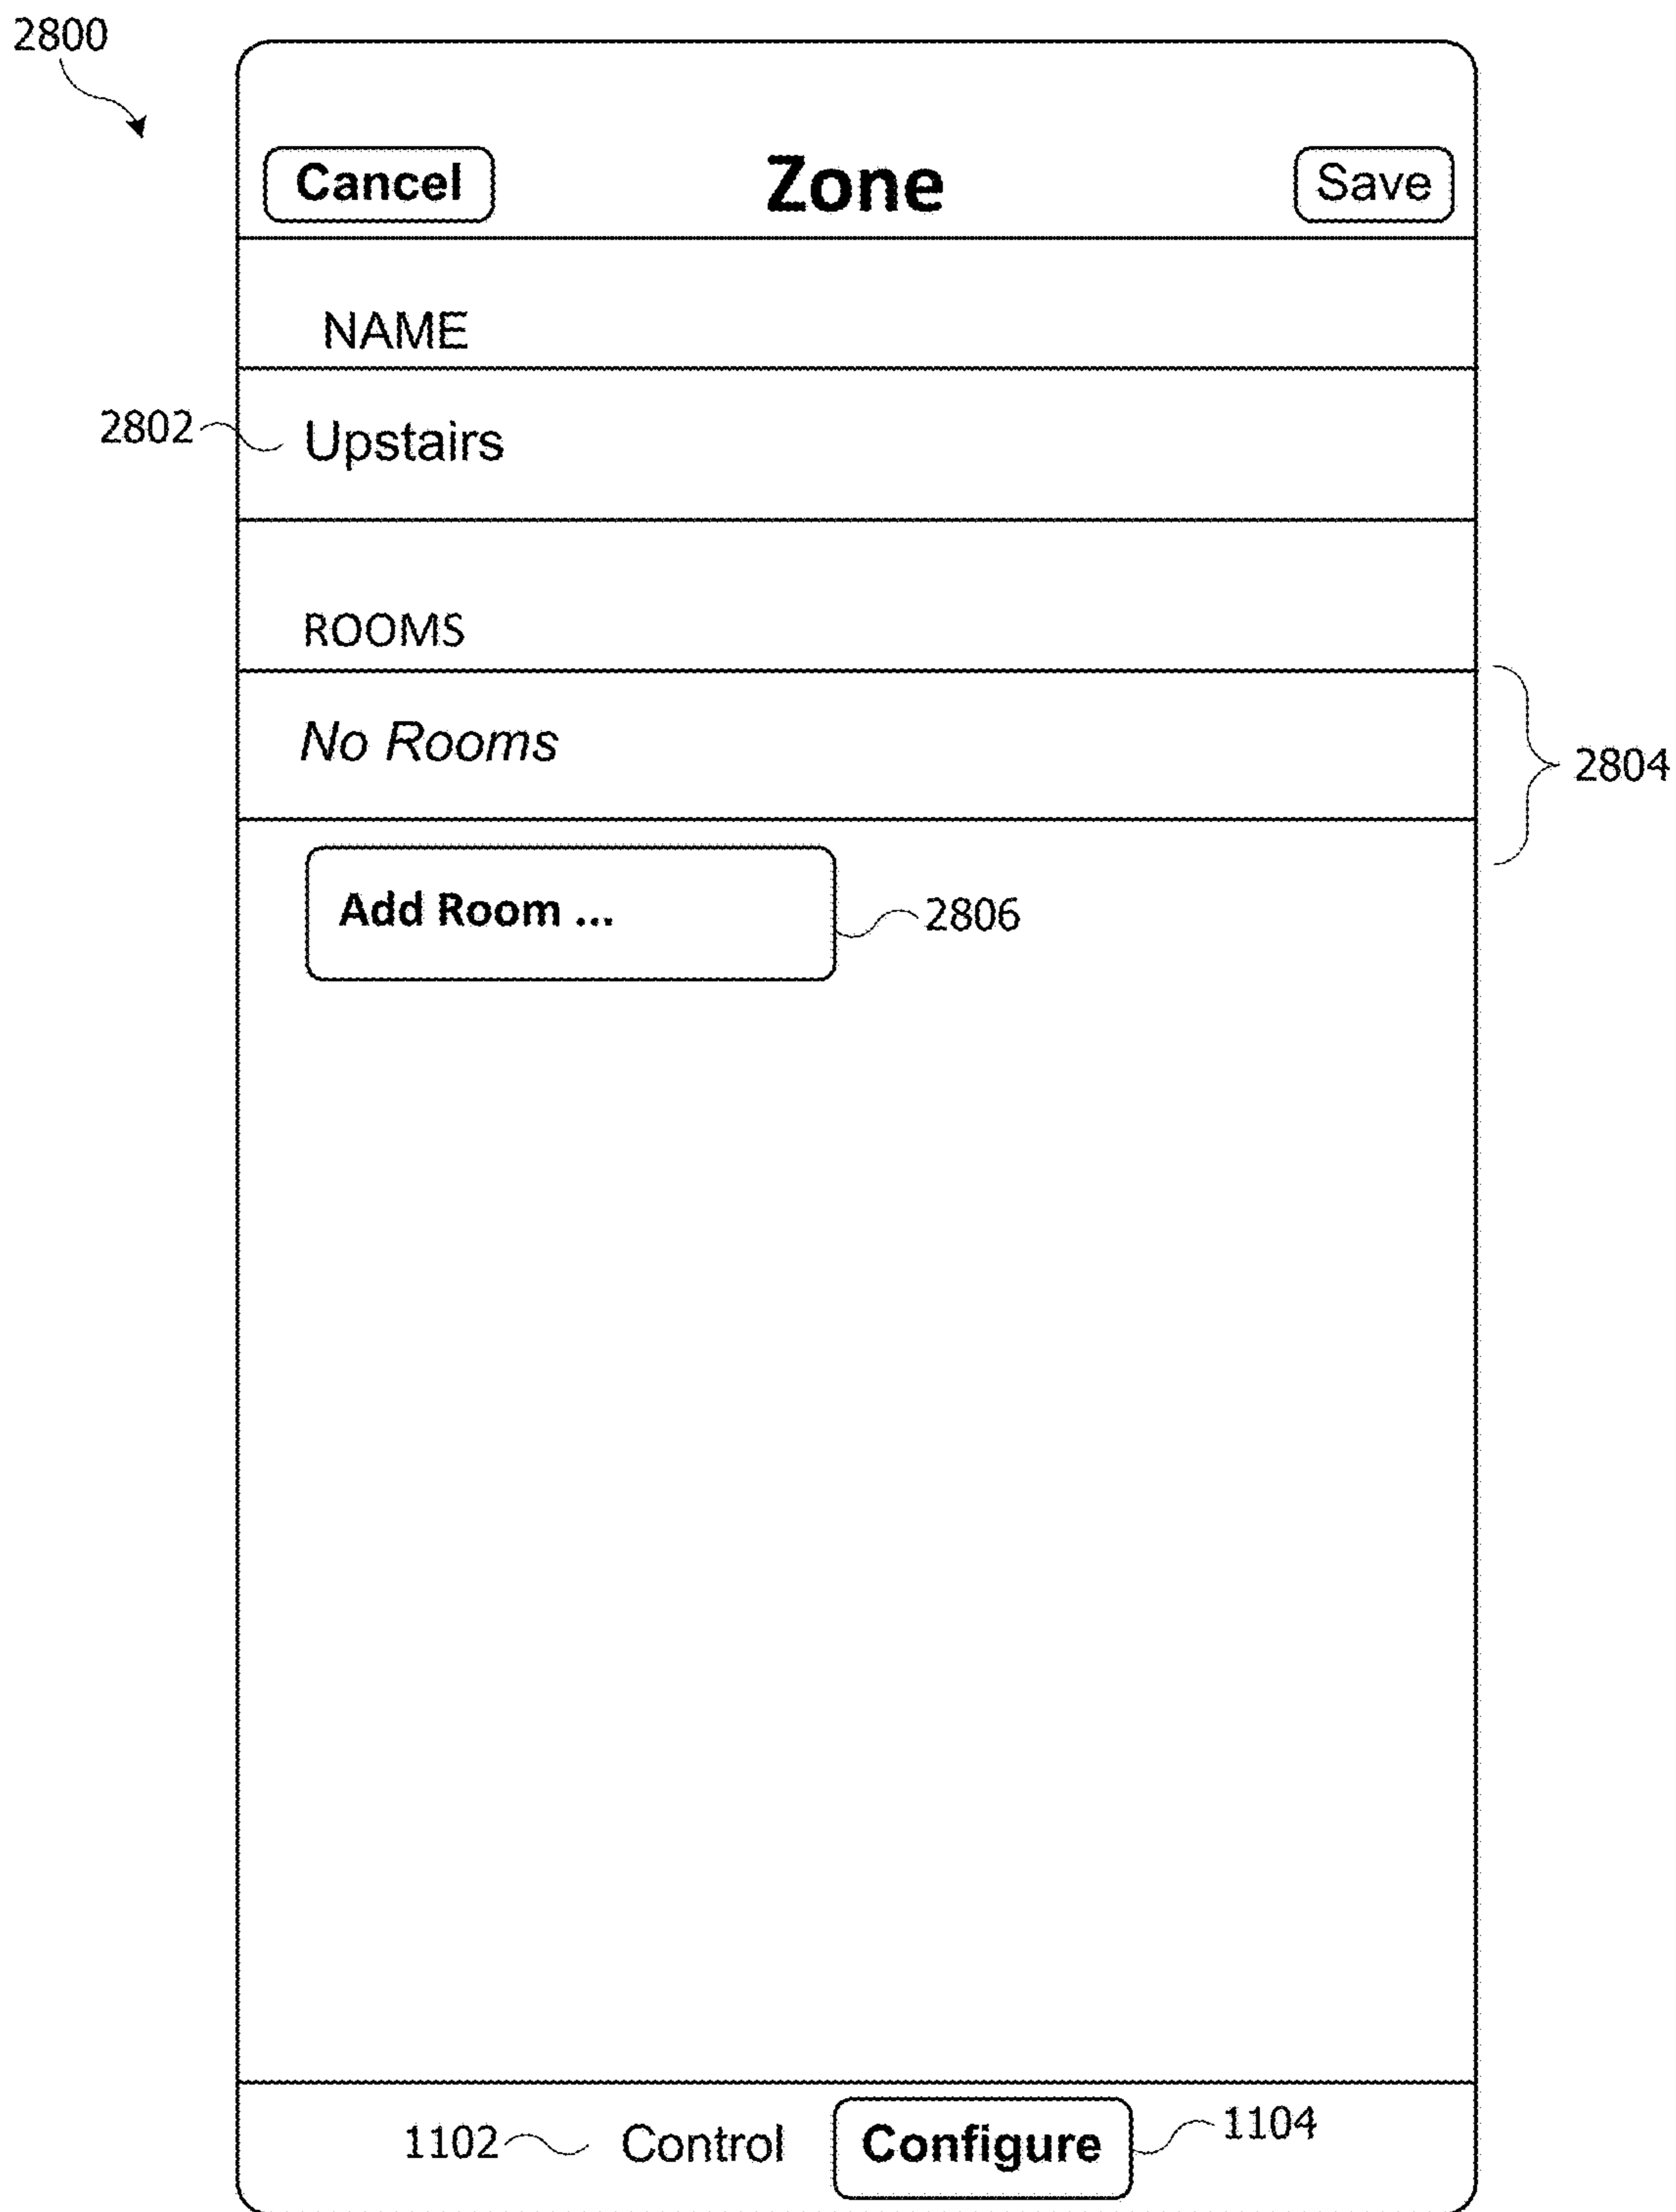 2800
Cancel Zone Save
NAME
2802 Upstairs
ROOMS
No Rooms
2804
Add Room ... 2806
1102 Control Configure 1104